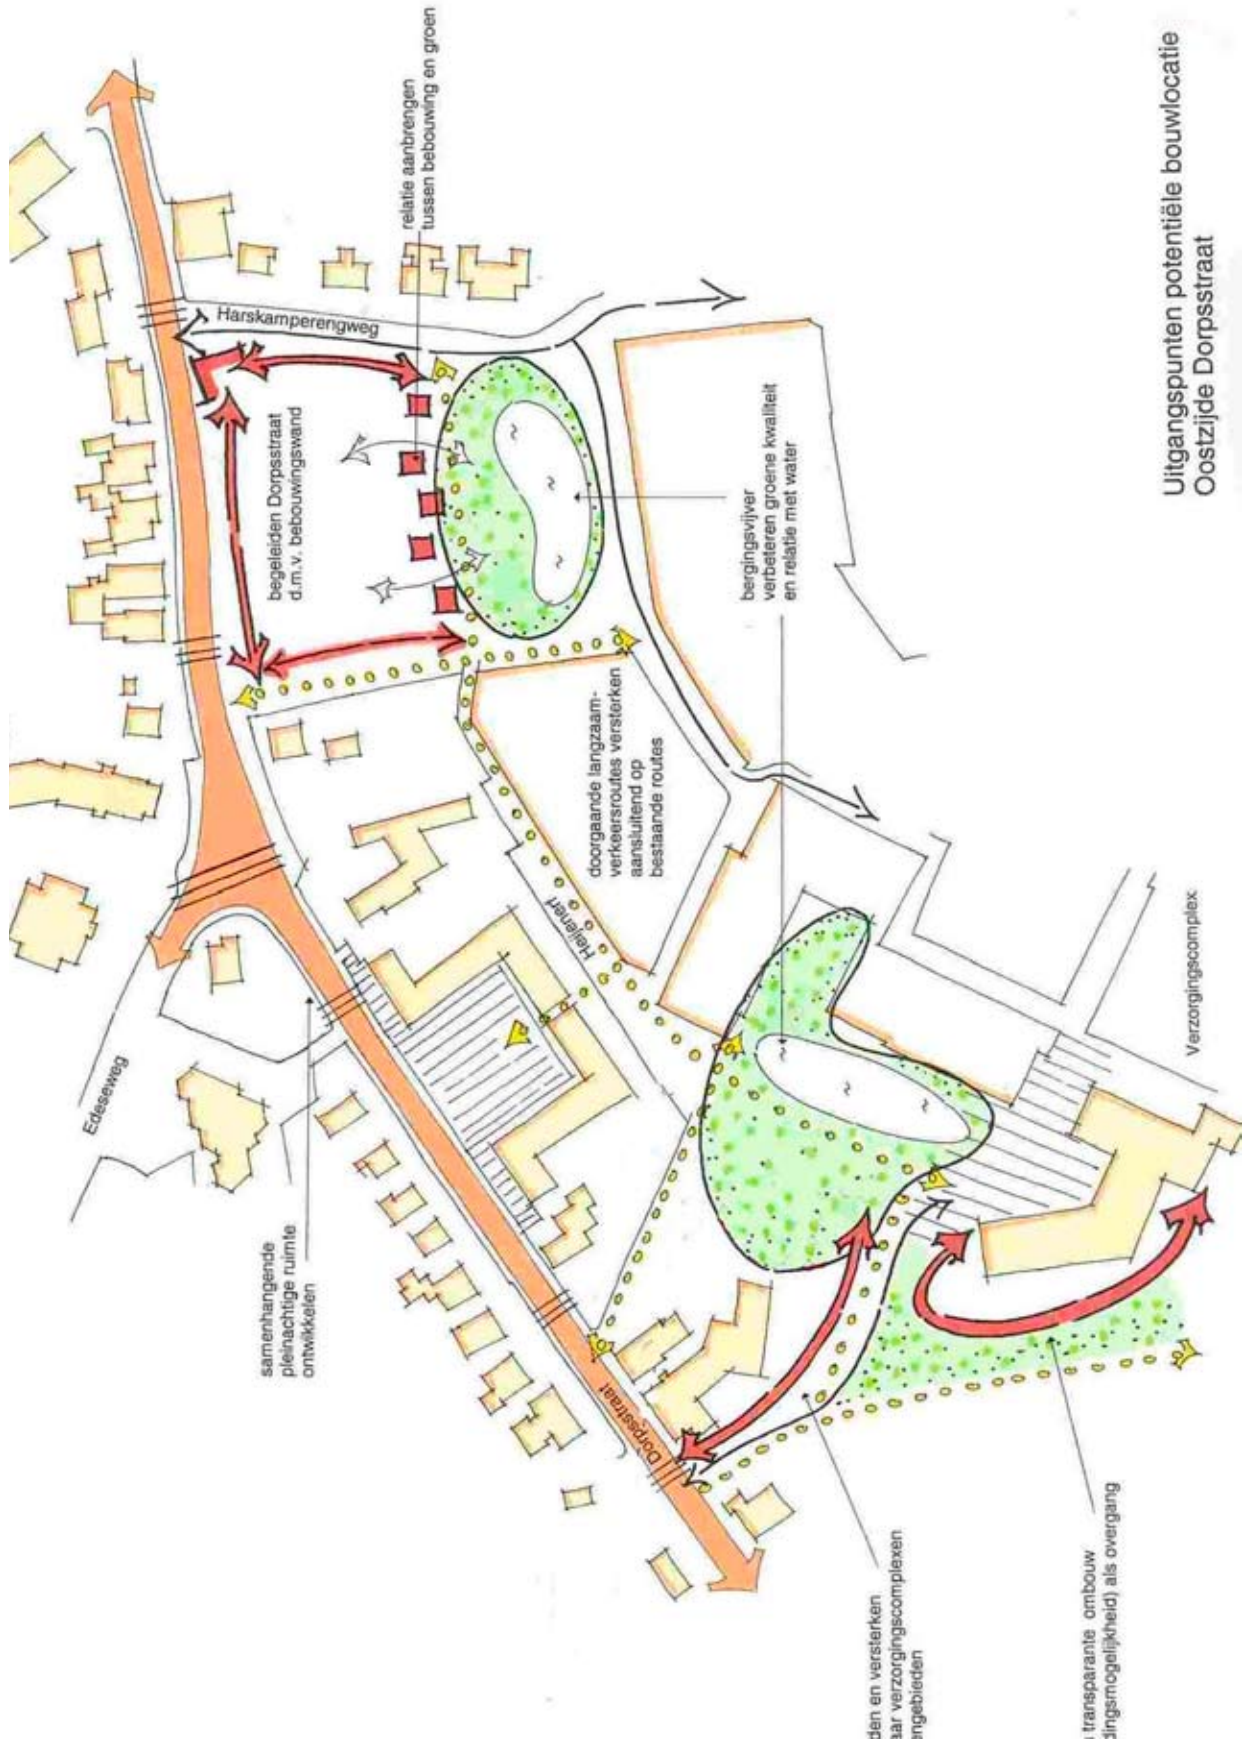 relatie aanbrengen
tussen bebouwing en groen
Harskamperengweg
begeleiden Dorpsstraat
d.m.v. bebouwingswand
bergingsvijver
verbeteren groene kwaliteit
en relatie met water
doorgaande langzaam-
verkeersroutes versterken
aansluitend op
bestaande routes
Heijenerf
Edeseweg
samenhangende
pleinachtige ruimte
ontwikkelen
Dorpsstraat
Verzorgingscomplex
den en versterken
aar verzorgingscomplexen
engebieden
transparante ombouw
dingsmogelijkheid) als overgang
Uitgangspunten potentiële bouwlocatie
Oostzijde Dorpsstraat